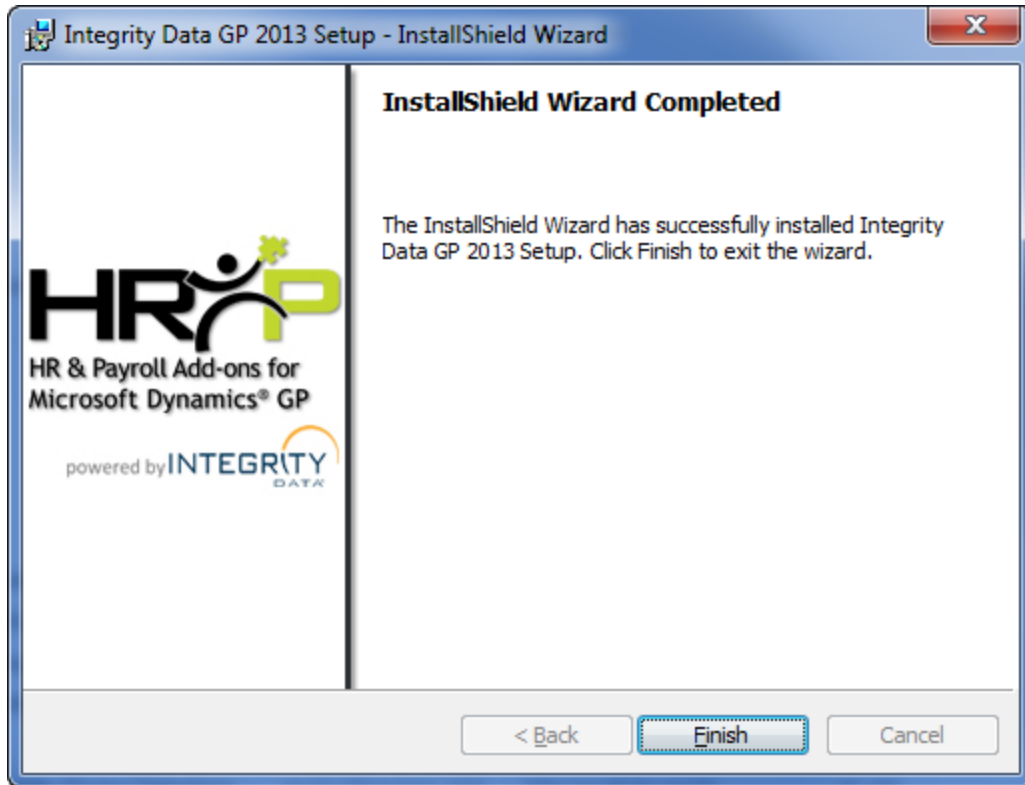 Integrity Data GP 2013 Setup - InstallShield Wizard
InstallShield Wizard Completed
The InstallShield Wizard has successfully installed Integrity
Data GP 2013 Setup. Click Finish to exit the wizard.
HR P
HR & Payroll Add-ons for
Microsoft Dynamics® GP
powered by INTEGRITY
DATA
< Back
Finish
Cancel